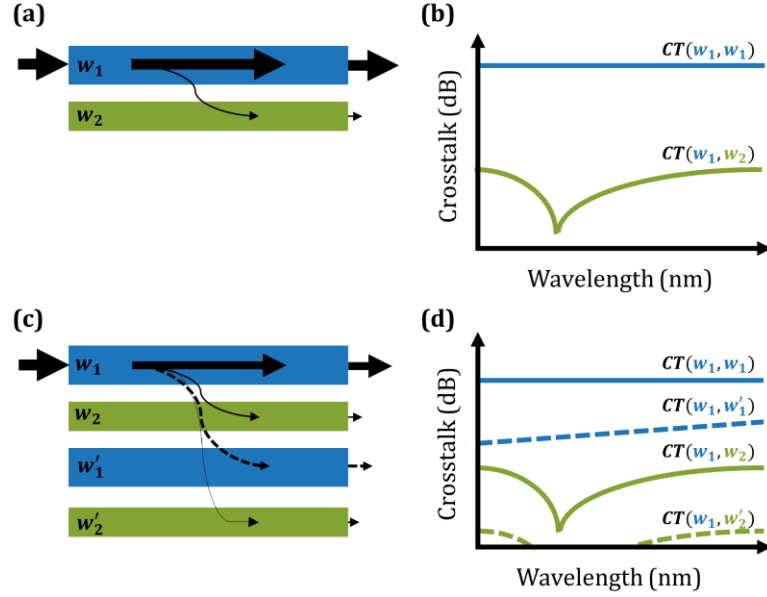 (a)
w₁
w₂
(b)
CT(w₁, w₁)
CT(w₁, w₂)
Crosstalk (dB)
Wavelength (nm)
(c)
w₁
w₂
w′₁
w′₂
(d)
CT(w₁, w₁)
CT(w₁, w′₁)
CT(w₁, w₂)
CT(w₁, w′₂)
Crosstalk (dB)
Wavelength (nm)